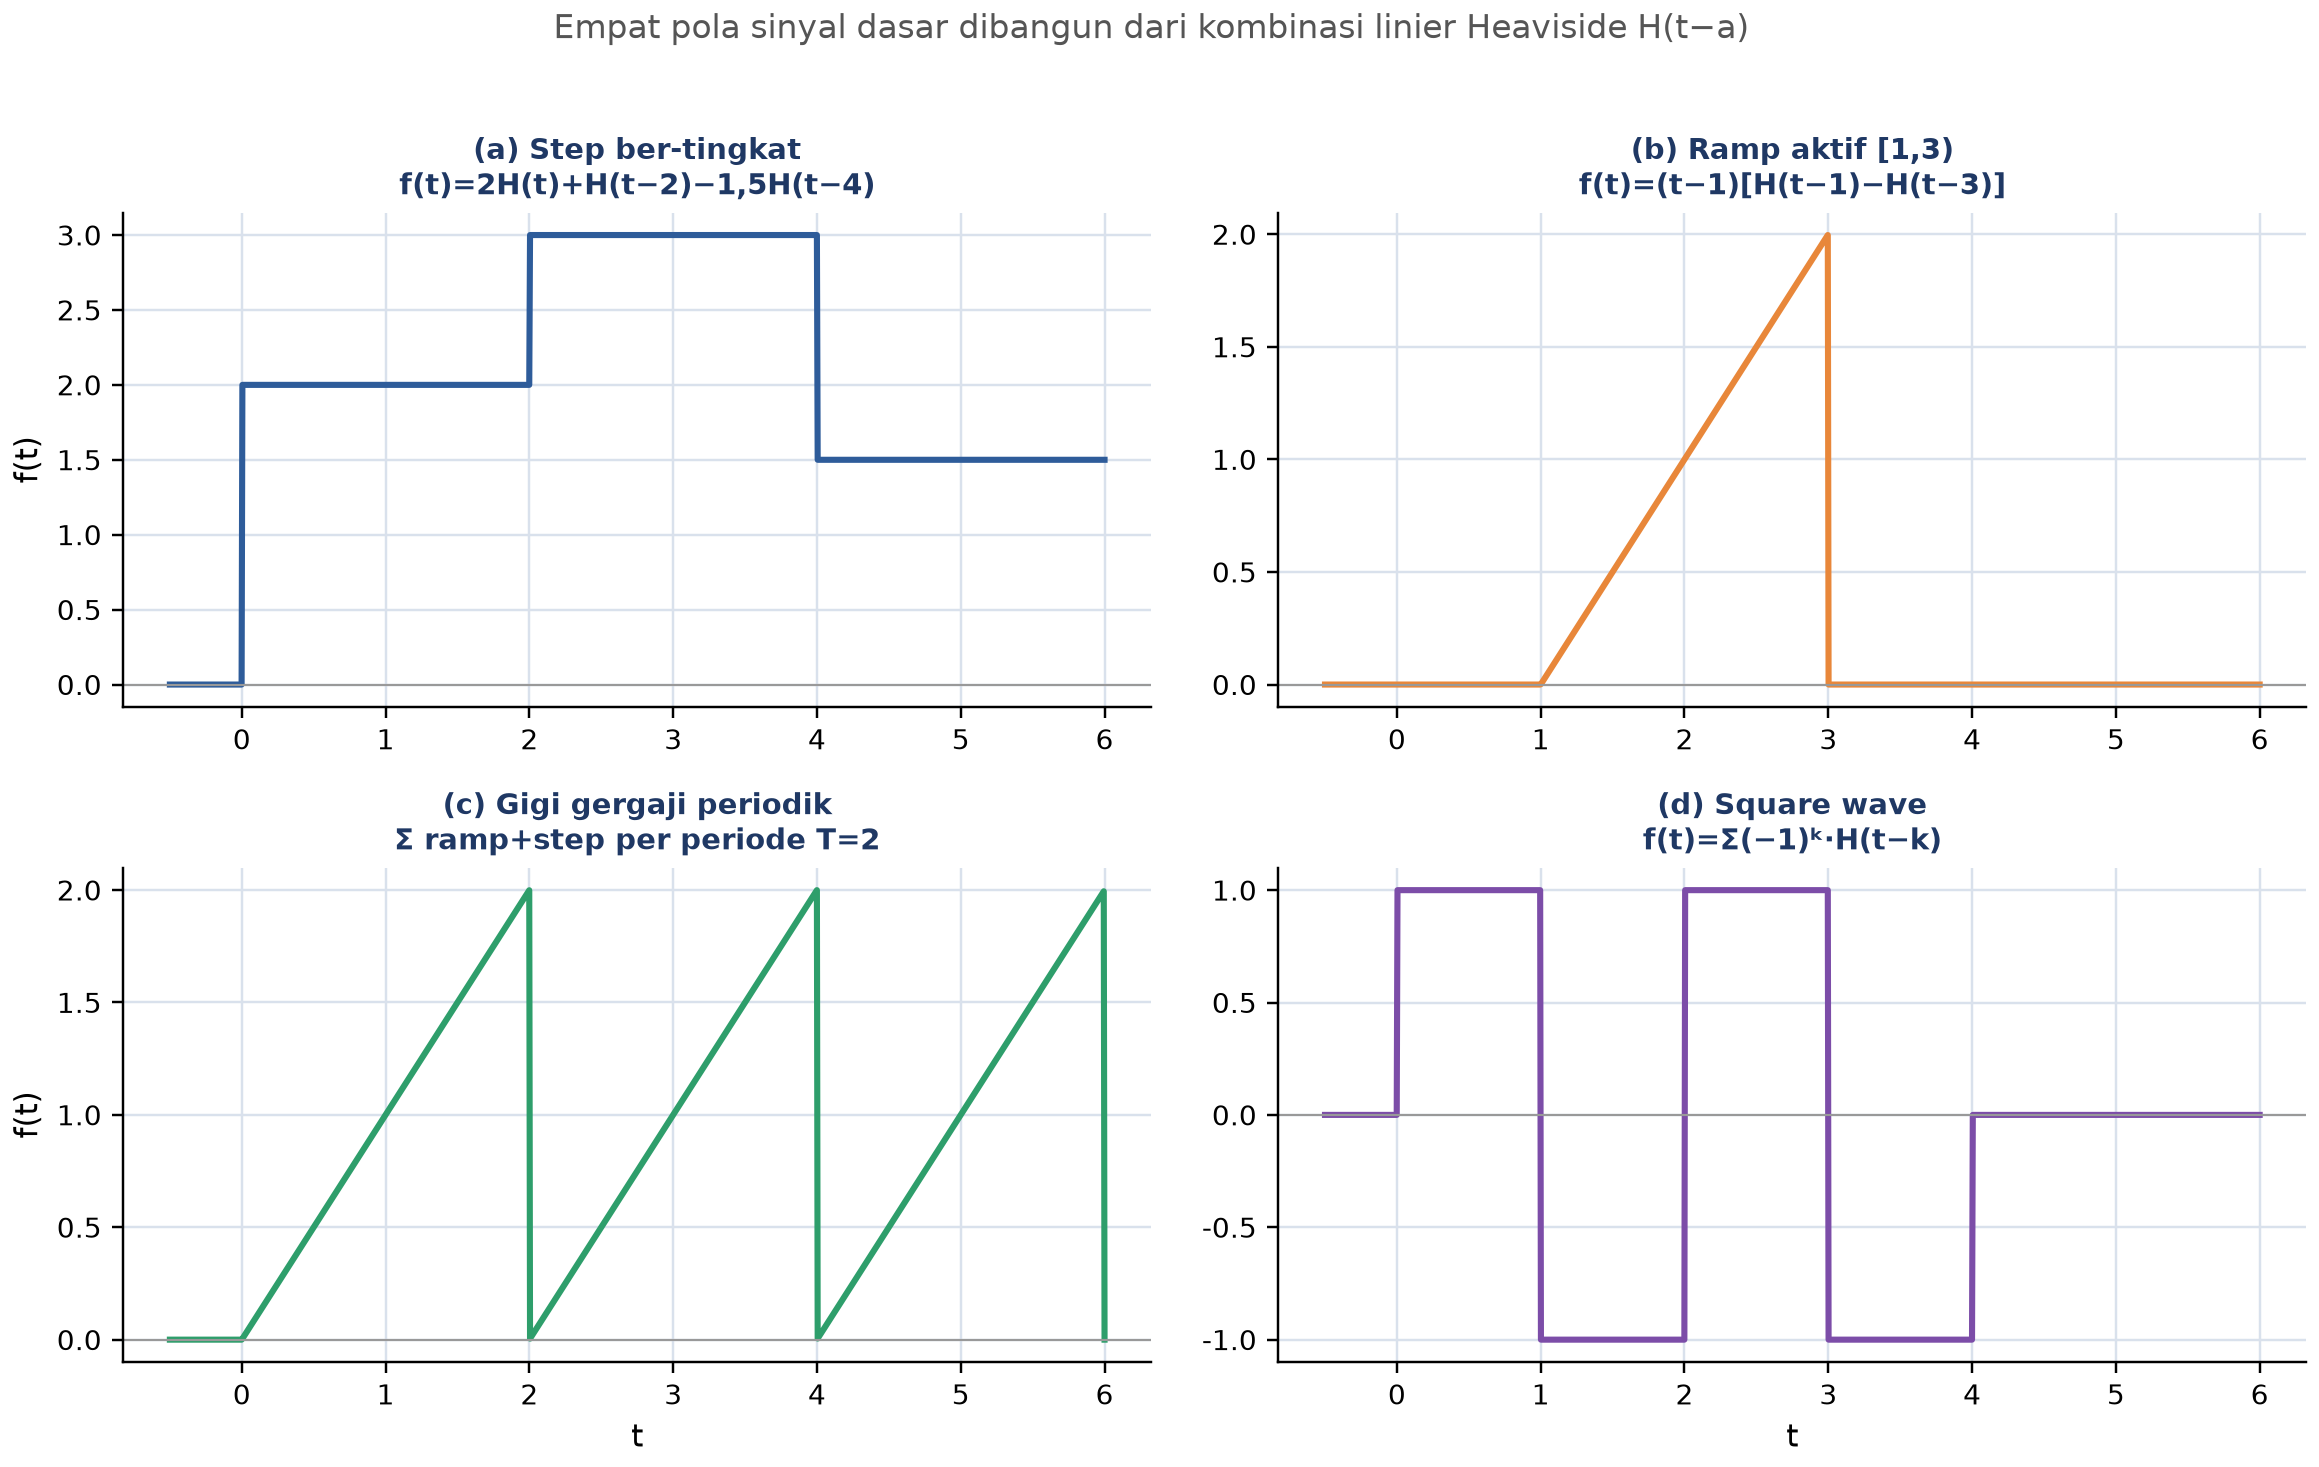 Empat pola sinyal dasar dibangun dari kombinasi linier Heaviside H(t−a)
(a) Step ber-tingkat
f(t)=2H(t)+H(t−2)−1,5H(t−4)
f(t)
3.0
2.5
2.0
1.5
1.0
0.5
0.0
0 1 2 3 4 5 6
(b) Ramp aktif [1,3)
f(t)=(t−1)[H(t−1)−H(t−3)]
2.0
1.5
1.0
0.5
0.0
0 1 2 3 4 5 6
(c) Gigi gergaji periodik
Σ ramp+step per periode T=2
f(t)
2.0
1.5
1.0
0.5
0.0
0 1 2 3 4 5 6
t
(d) Square wave
f(t)=Σ(−1)ᵏ·H(t−k)
1.0
0.5
0.0
-0.5
-1.0
0 1 2 3 4 5 6
t